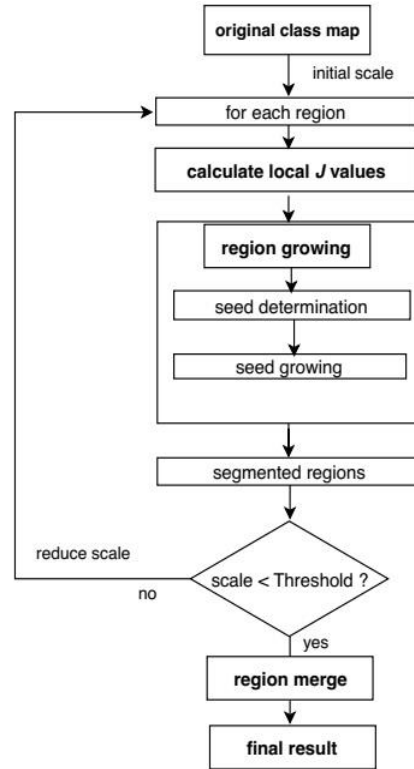 original class map
initial scale
for each region
calculate local J values
region growing
seed determination
seed growing
segmented regions
reduce scale
scale < Threshold ?
no
yes
region merge
final result